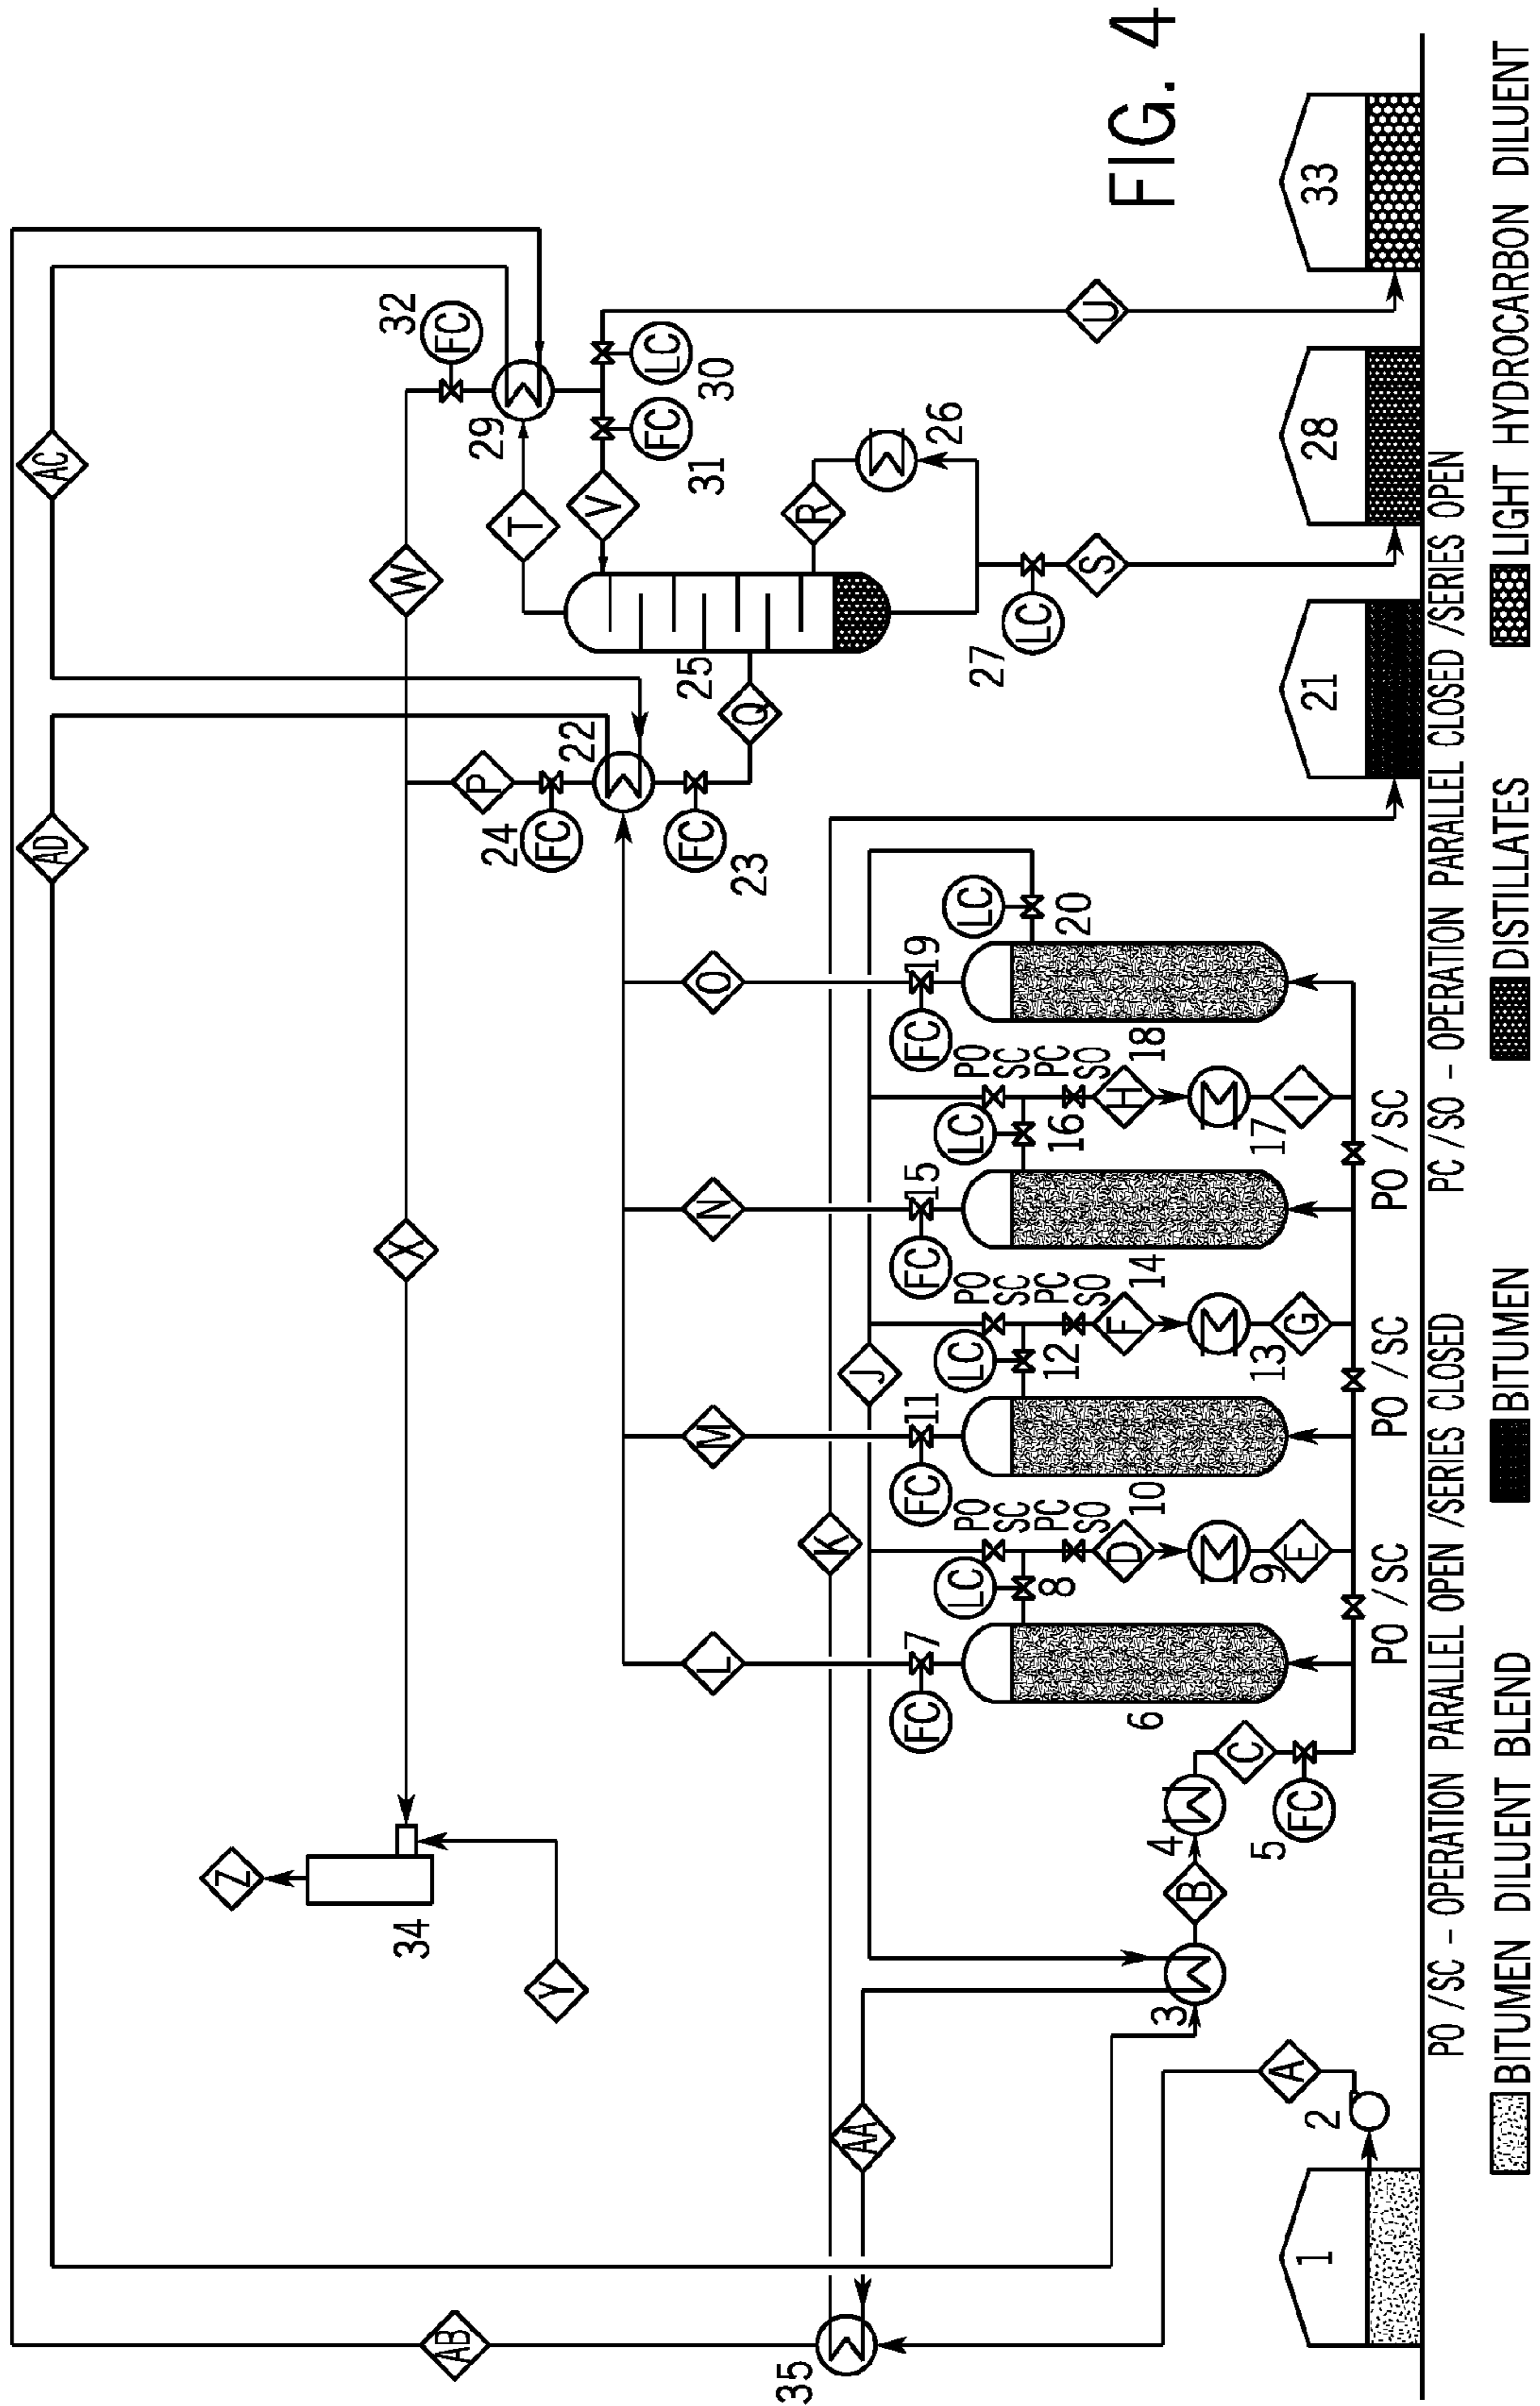 FIG. 4
AB
AD
AC
Z
34
Y
X
W
P
24
FC
22
FC
23
T
29
32
FC
V
31
FC
30
LC
25
Q
R
26
27
LC
S
U
35
AA
K
J
L
M
N
O
FC
7
FC
11
FC
15
FC
19
LC
8
PO
SC
PC
SO
D
9
E
LC
12
PO
SC
PC
SO
F
13
G
LC
16
PO
SC
PC
SO
H
17
I
LC
20
6
10
14
18
3
B
4
C
5
FC
A
2
1
PO / SC
PO / SC
PO / SC
21
28
33
PO / SC - OPERATION PARALLEL OPEN / SERIES CLOSED
PC / SO - OPERATION PARALLEL CLOSED / SERIES OPEN
BITUMEN DILUENT BLEND
BITUMEN
DISTILLATES
LIGHT HYDROCARBON DILUENT